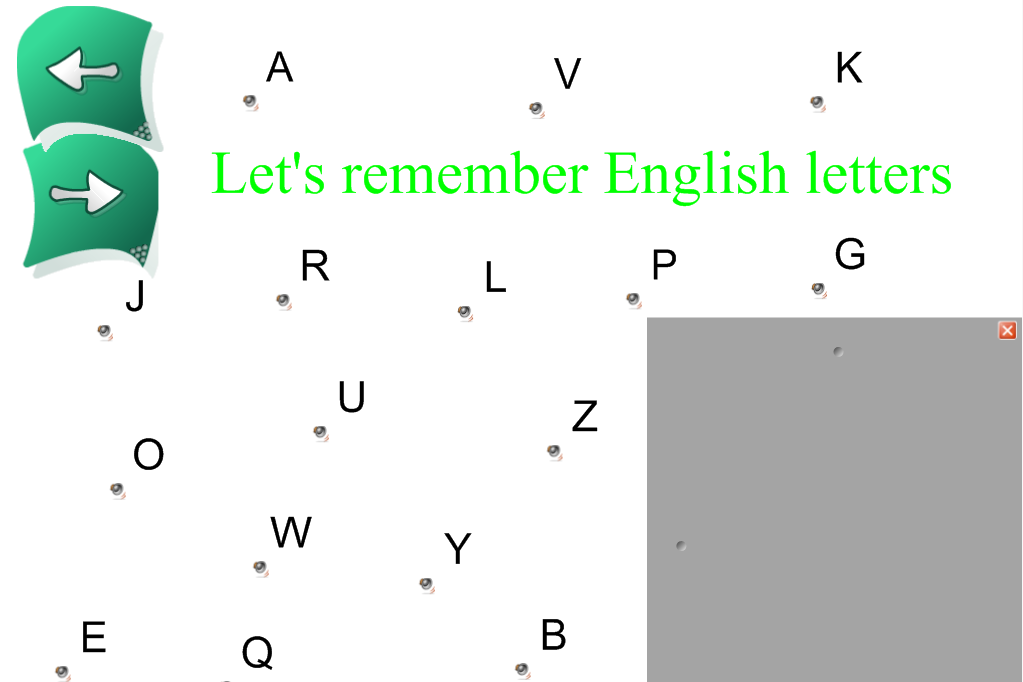 A V K
Let's remember English letters
J R L P G
U Z
O
W Y
E Q B